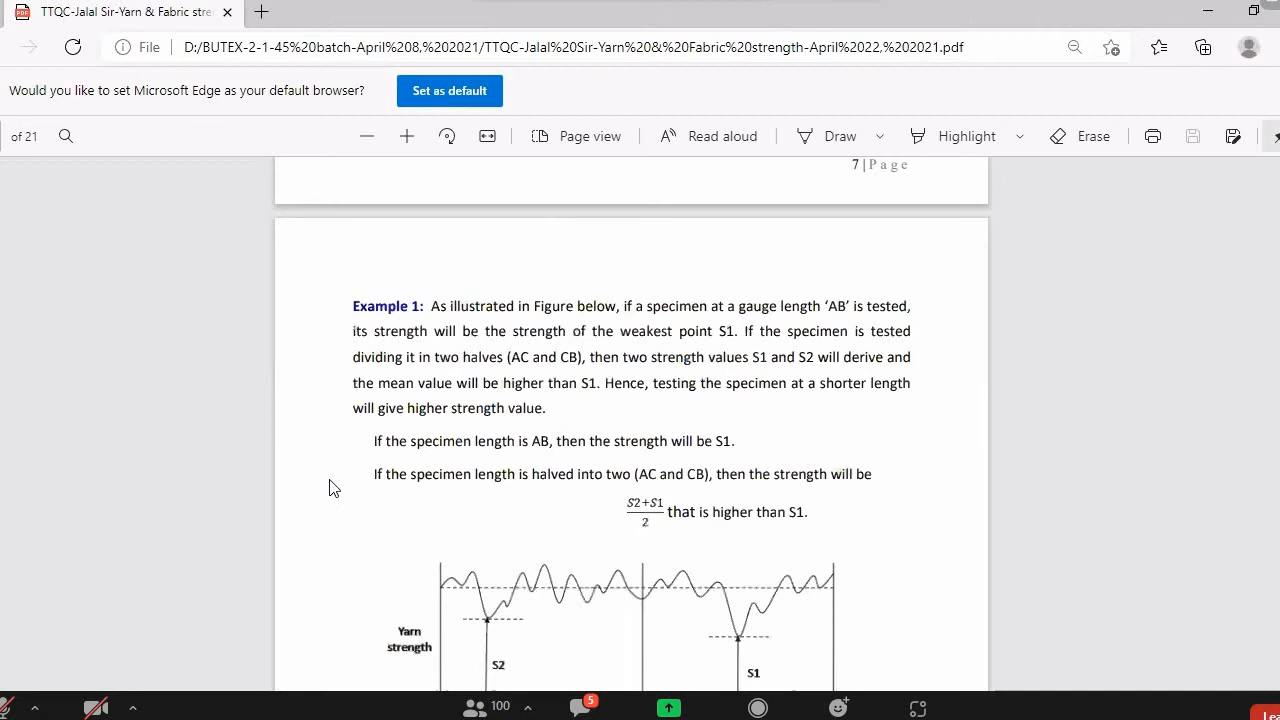 TTQC-Jalal Sir-Yarn & Fabric stre
File D:/BUTEX-2-1-45%20batch-April%208,%202021/TTQC-Jalal%20Sir-Yarn%20&%20Fabric%20strength-April%2022,%202021.pdf
Would you like to set Microsoft Edge as your default browser? Set as default
of 21 Page view Read aloud Draw Highlight Erase
7 | P a g e
Example 1: As illustrated in Figure below, if a specimen at a gauge length ‘AB’ is tested,
its strength will be the strength of the weakest point S1. If the specimen is tested
dividing it in two halves (AC and CB), then two strength values S1 and S2 will derive and
the mean value will be higher than S1. Hence, testing the specimen at a shorter length
will give higher strength value.
If the specimen length is AB, then the strength will be S1.
If the specimen length is halved into two (AC and CB), then the strength will be
S2+S1
2
that is higher than S1.
Yarn
strength
S2
S1
100
5